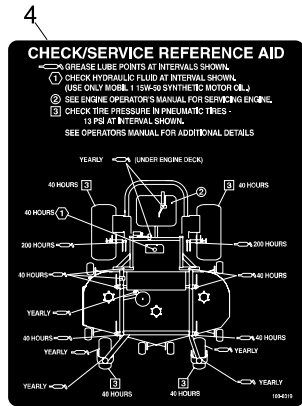 4
CHECK/SERVICE REFERENCE AID
GREASE LUBE POINTS AT INTERVALS SHOWN.
1 CHECK HYDRAULIC FLUID AT INTERVAL SHOWN.
(USE ONLY MOBIL 1 15W-50 SYNTHETIC MOTOR OIL.)
2 SEE ENGINE OPERATOR'S MANUAL FOR SERVICING ENGINE.
3 CHECK TIRE PRESSURE IN PNEUMATIC TIRES -
13 PSI AT INTERVAL SHOWN.
SEE OPERATORS MANUAL FOR ADDITIONAL DETAILS
YEARLY (UNDER ENGINE DECK)
40 HOURS 3 3 40 HOURS
2
40 HOURS 1
200 HOURS 200 HOURS
40 HOURS 40 HOURS
YEARLY
40 HOURS 40 HOURS
YEARLY YEARLY
YEARLY 3 3 YEARLY
40 HOURS 40 HOURS
103-6319